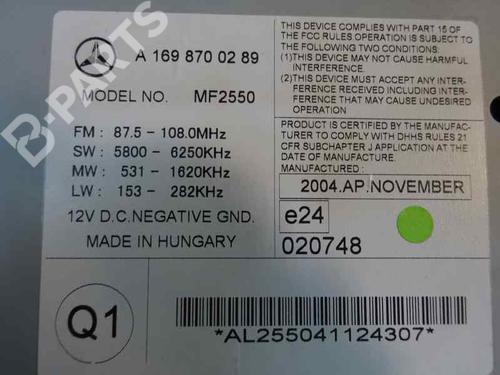 A 169 870 02 89
MODEL NO. MF2550
FM : 87.5 - 108.0MHz
SW : 5800 - 6250KHz
MW : 531 - 1620KHz
LW : 153 - 282KHz
12V D.C.NEGATIVE GND.
MADE IN HUNGARY
THIS DEVICE COMPLIES WITH PART 15 OF
THE FCC RULES OPERATION IS SUBJECT TO
THE FOLLOWING TWO CONDITION
(1)THIS DEVICE MAY NOT CAUSE HARMFUL
INTERFERENCE.
(2)THIS DEVICE MUST ACCEPT ANY INTER-
FERENCE RECEIVED INCLUDING INTER-
FERENCE THAT MAY CAUSE UNDESIRED
OPERATION
PRODUCT IS CERTIFIED BY THE MANUFAC-
TURER TO COMPLY WITH DHHS RULES 21
CFR SUBCHAPTER J APPLICATION AS AT
THE DATE OF MANUFACTURE.
MANUFACTURED :
2004.AP.NOVEMBER
e24
020748
Q1
*AL255041124307*
B-PARTS